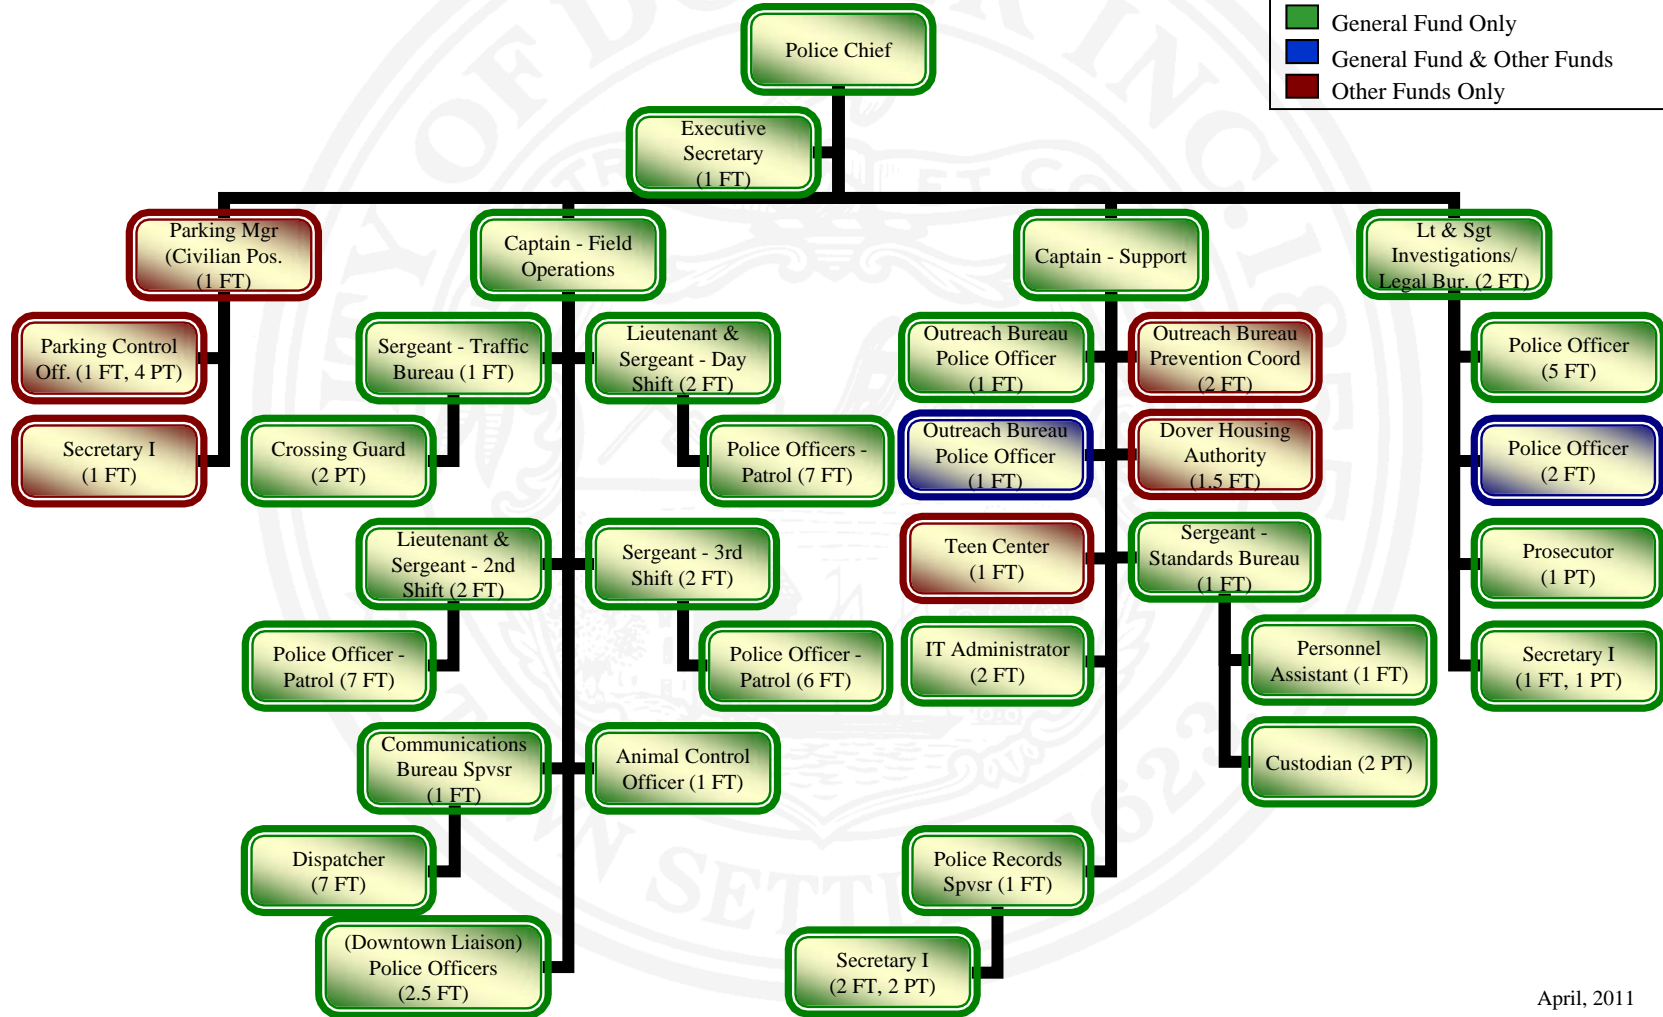 General Fund Only
General Fund & Other Funds
Other Funds Only
Police Chief
Executive
Secretary
(1 FT)
Parking Mgr
(Civilian Pos.
(1 FT)
Captain - Field
Operations
Captain - Support
Lt & Sgt
Investigations/
Legal Bur. (2 FT)
Parking Control
Off. (1 FT, 4 PT)
Sergeant - Traffic
Bureau (1 FT)
Lieutenant &
Sergeant - Day
Shift (2 FT)
Outreach Bureau
Police Officer
(1 FT)
Outreach Bureau
Prevention Coord
(2 FT)
Police Officer
(5 FT)
Secretary I
(1 FT)
Crossing Guard
(2 PT)
Police Officers -
Patrol (7 FT)
Outreach Bureau
Police Officer
(1 FT)
Dover Housing
Authority
(1.5 FT)
Police Officer
(2 FT)
Lieutenant &
Sergeant - 2nd
Shift (2 FT)
Sergeant - 3rd
Shift (2 FT)
Teen Center
(1 FT)
Sergeant -
Standards Bureau
(1 FT)
Prosecutor
(1 PT)
Police Officer -
Patrol (7 FT)
Police Officer -
Patrol (6 FT)
IT Administrator
(2 FT)
Personnel
Assistant (1 FT)
Secretary I
(1 FT, 1 PT)
Communications
Bureau Spvsr
(1 FT)
Animal Control
Officer (1 FT)
Custodian (2 PT)
Dispatcher
(7 FT)
Police Records
Spvsr (1 FT)
(Downtown Liaison)
Police Officers
(2.5 FT)
Secretary I
(2 FT, 2 PT)
April, 2011